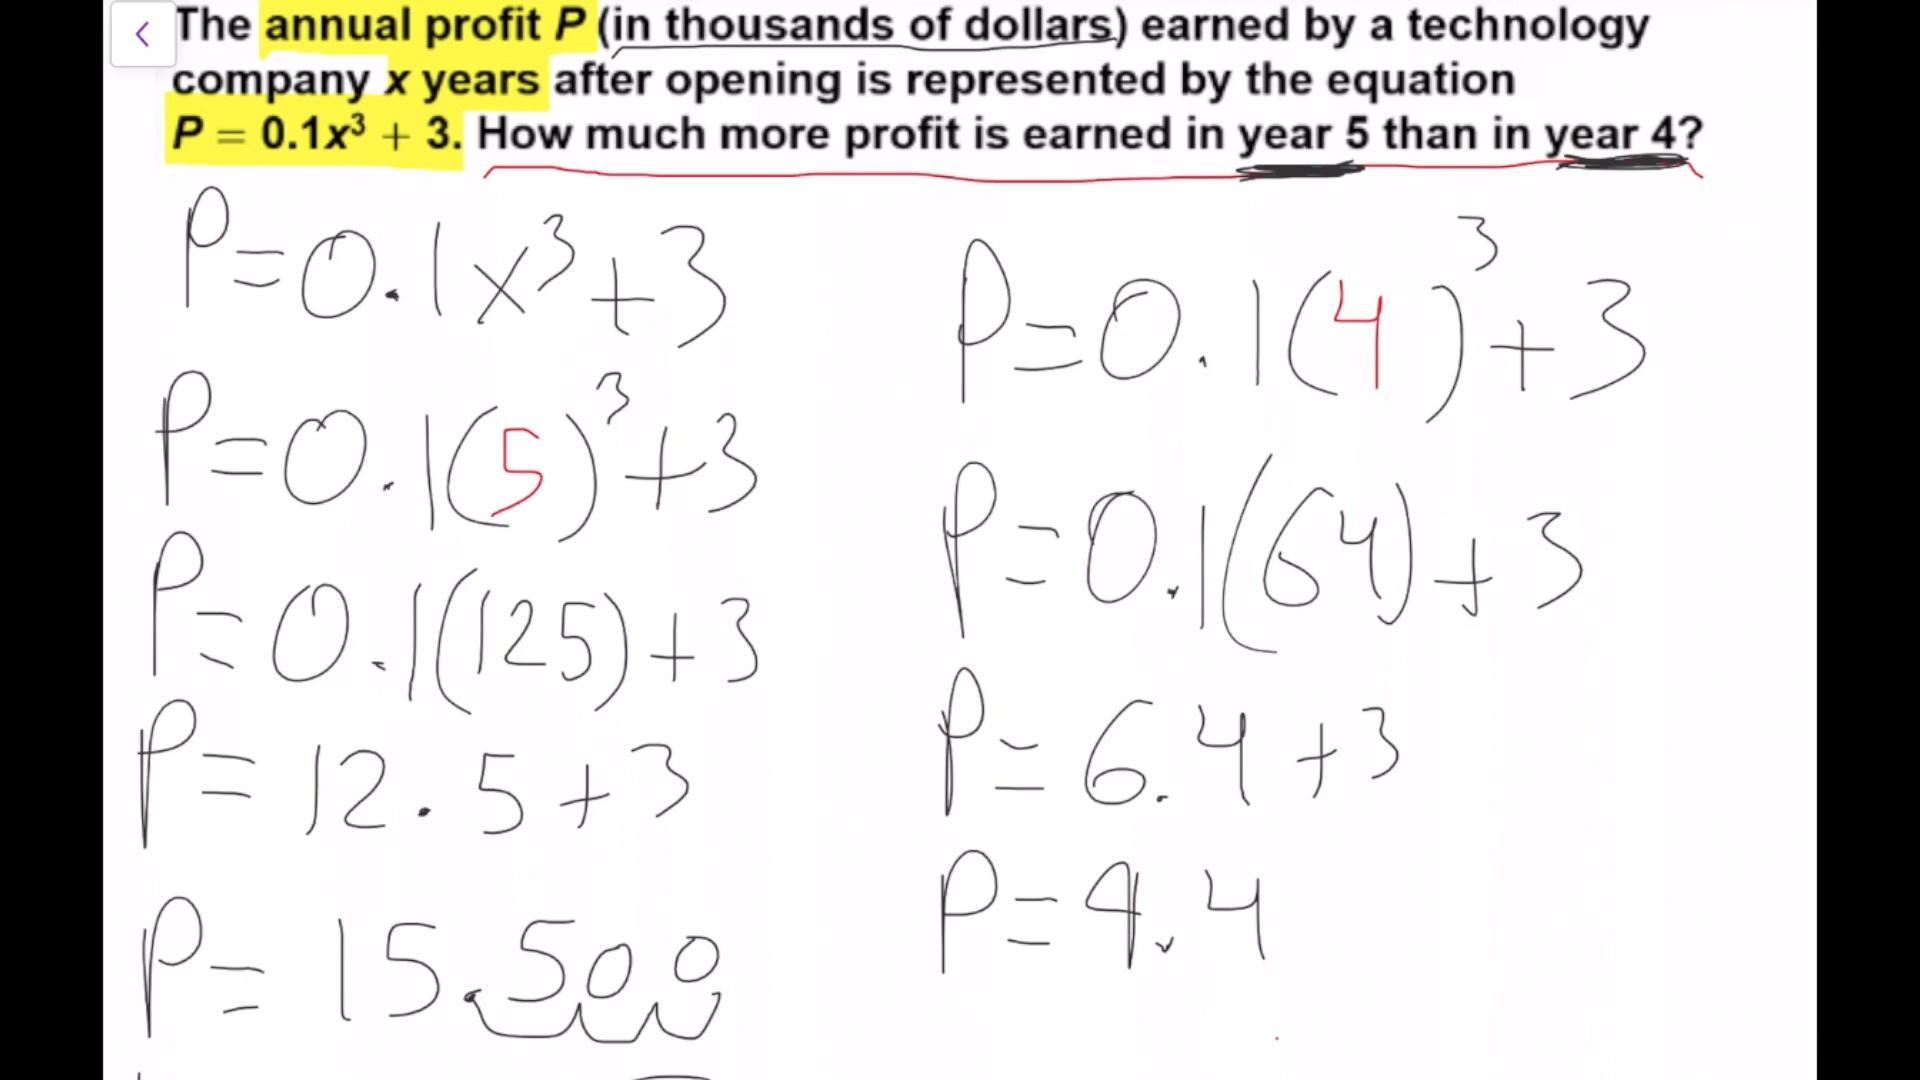 The annual profit P (in thousands of dollars) earned by a technology
company x years after opening is represented by the equation
P = 0.1x³ + 3. How much more profit is earned in year 5 than in year 4?
P=0.1x³+3
P=0.1(5)³+3
P=0.1(125)+3
P=12.5+3
P=15.500
P=0.1(4)³+3
P=0.1(64)+3
P=6.4+3
P=9.4